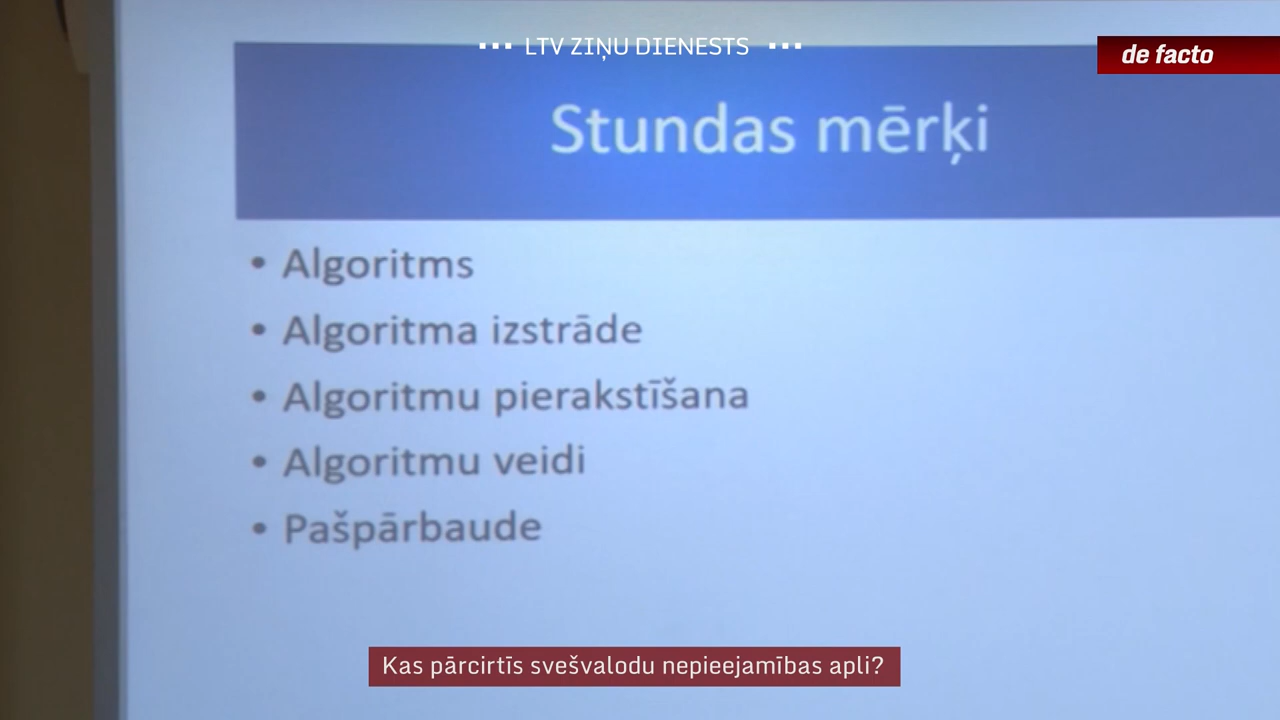 LTV ZIŅU DIENESTS
de facto
Stundas mērķi
• Algoritms
• Algoritma izstrāde
• Algoritmu pierakstīšana
• Algoritmu veidi
• Pašpārbaude
Kas pārcirtīs svešvalodu nepieejamības apli?